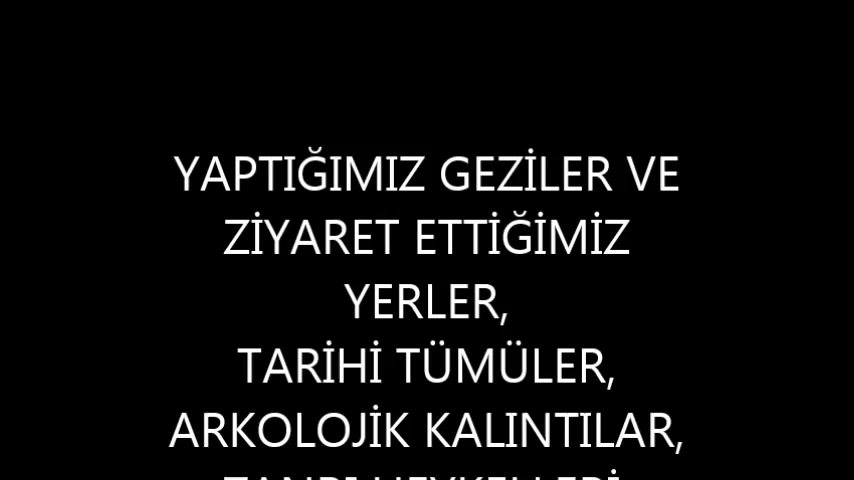 YAPTIĞIMIZ GEZİLER VE
ZİYARET ETTİĞİMİZ
YERLER,
TARİHİ TÜMÜLER,
ARKOLOJİK KALINTILAR,